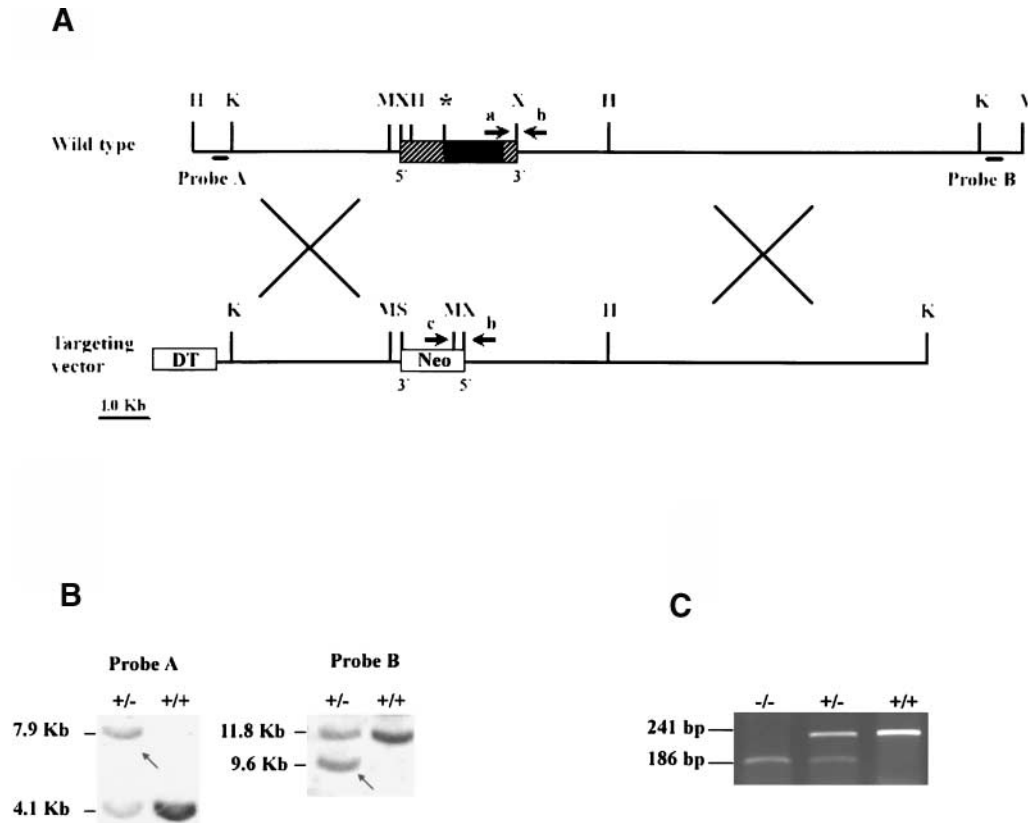 A
H K MXH * X H K
a b
Wild type
Probe A 5` 3` Probe B
K MS MX H K
c b
Targeting
vector
DT Neo
3` 5`
1.0 Kb
B
C
Probe A Probe B
+/- +/+ +/- +/+
-/- +/- +/+
7.9 Kb
11.8 Kb
9.6 Kb
4.1 Kb
241 bp
186 bp